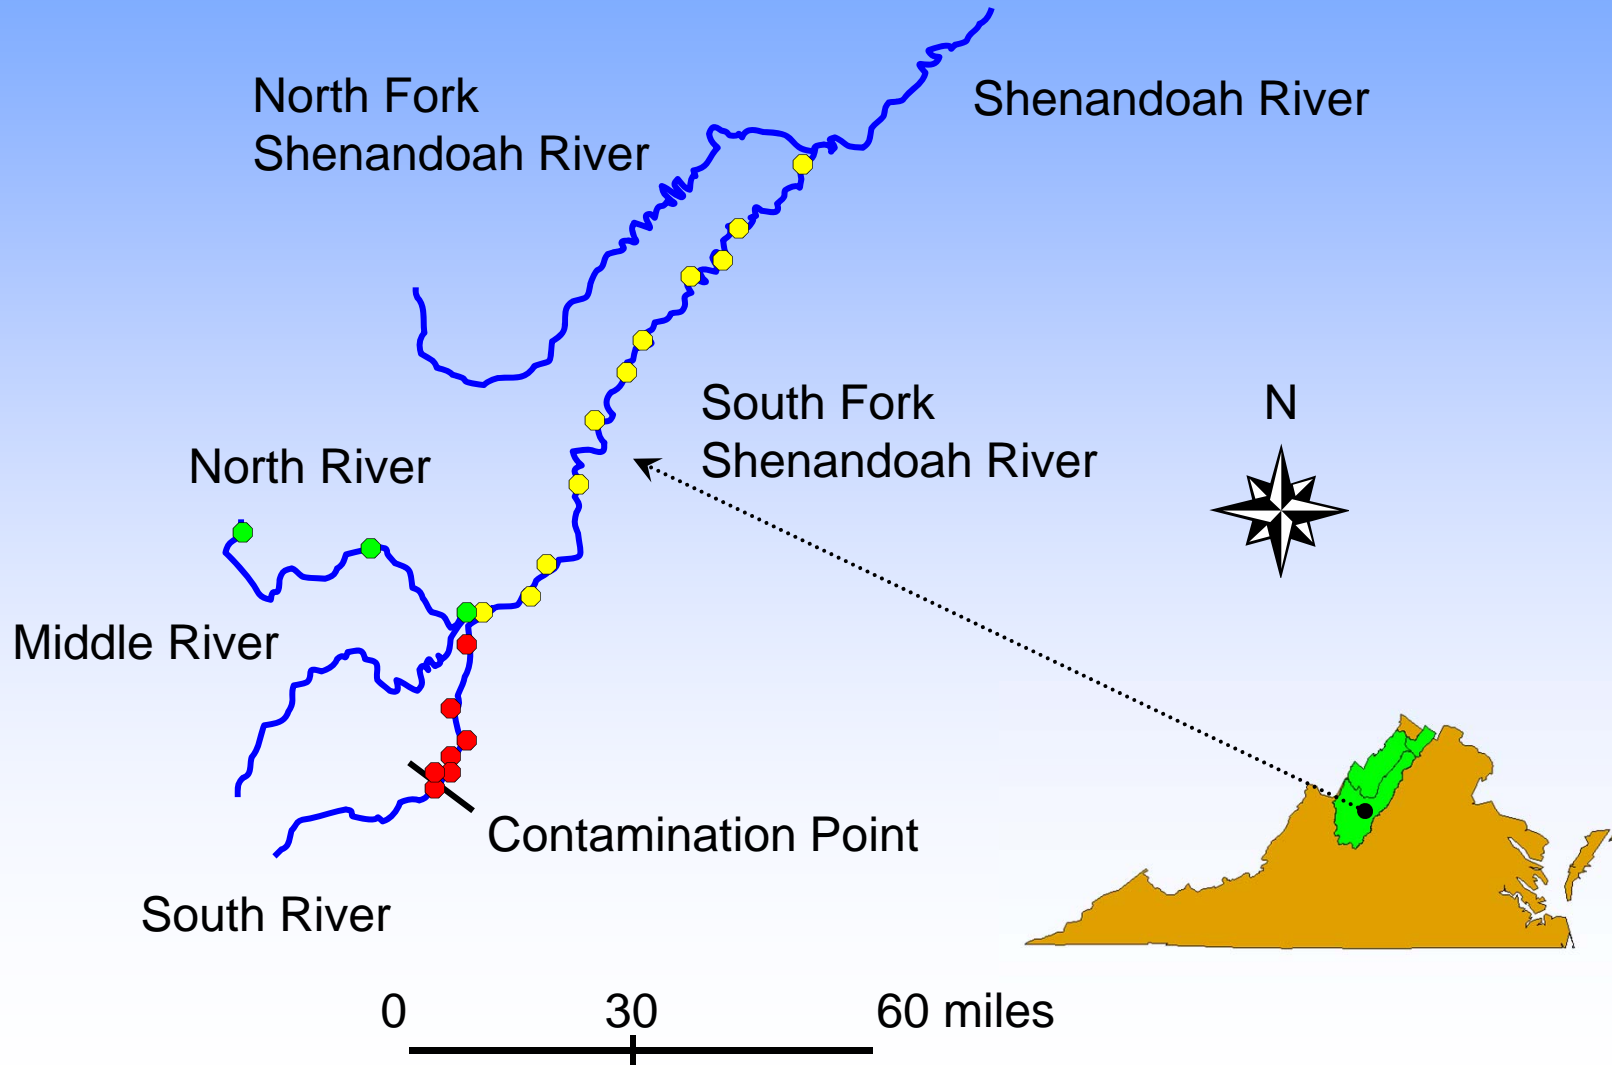 North Fork
Shenandoah River
Shenandoah River
South Fork
Shenandoah River
N
North River
Middle River
Contamination Point
South River
0 30 60 miles